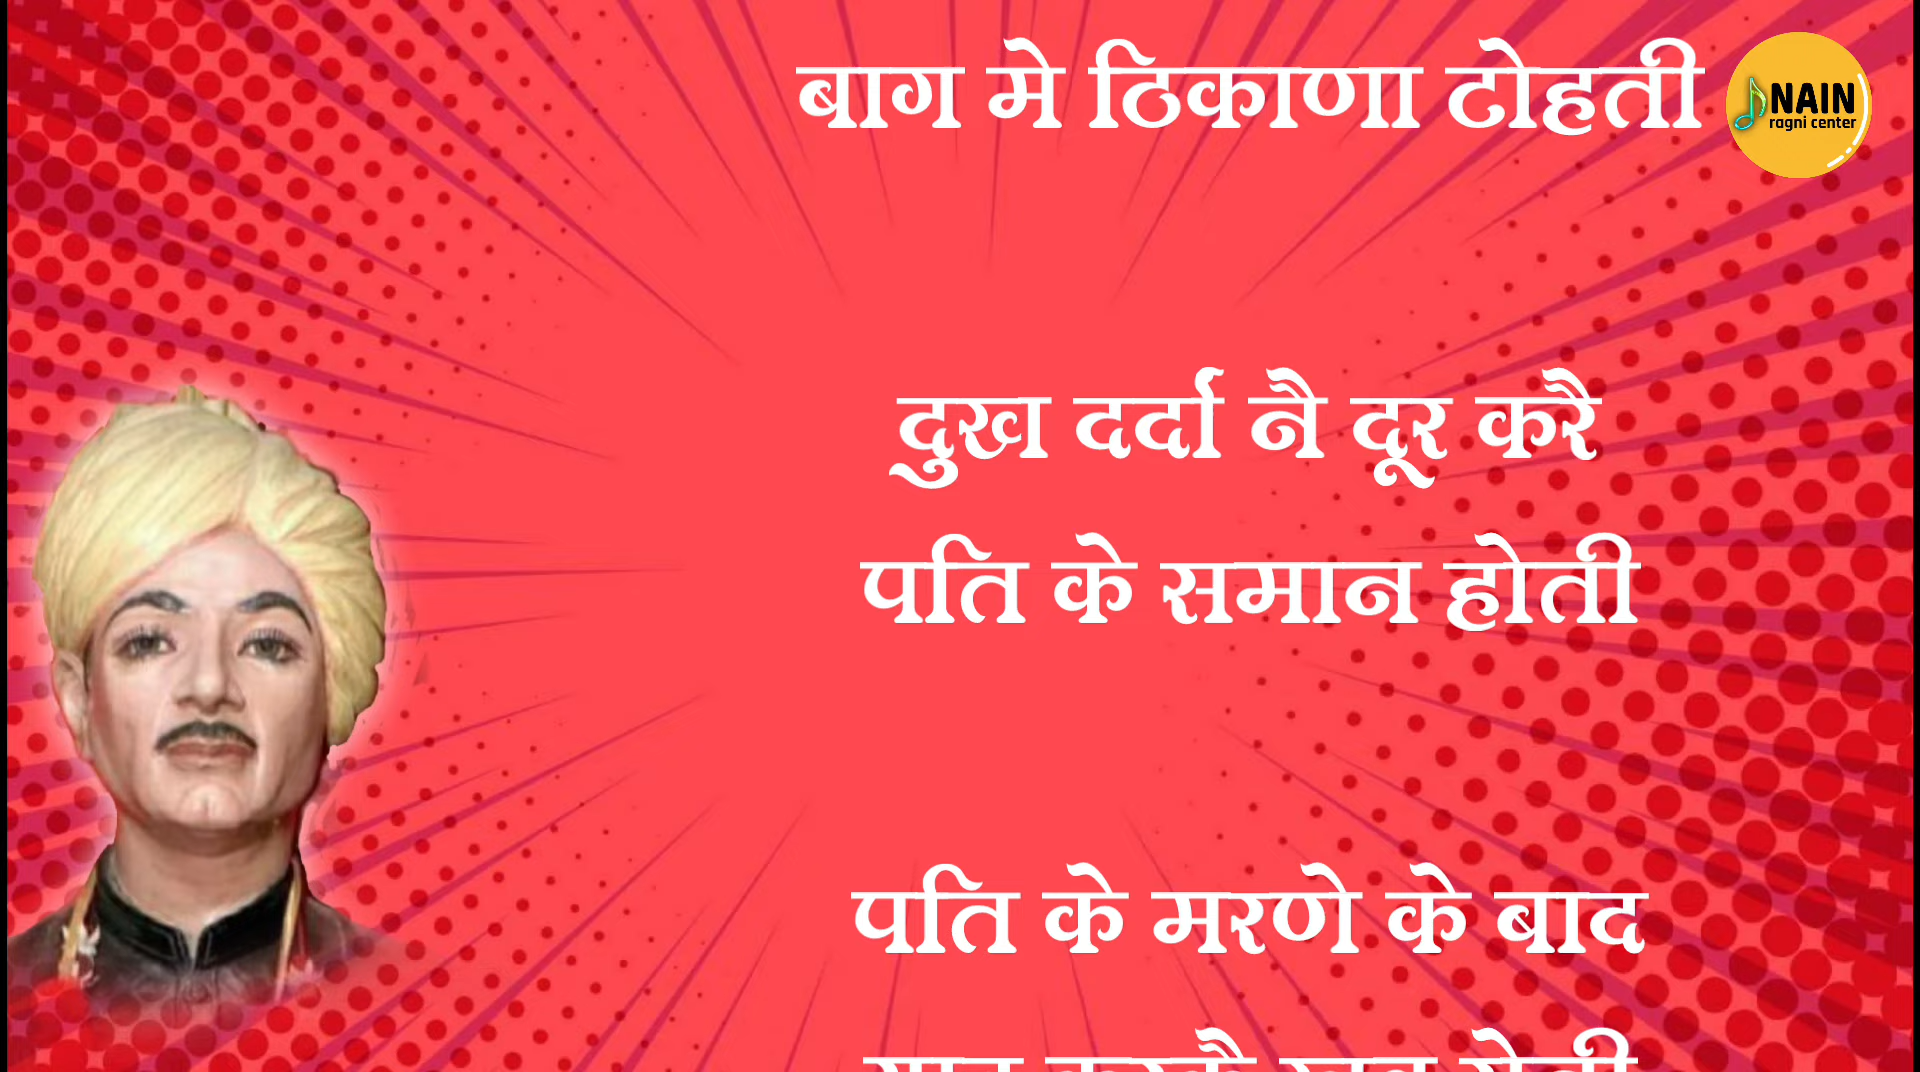 बाग मे ठिकाणा टोहती
NAIN
ragni center
दुख दर्दा नै दूर करै
पति के समान होती
पति के मरणे के बाद